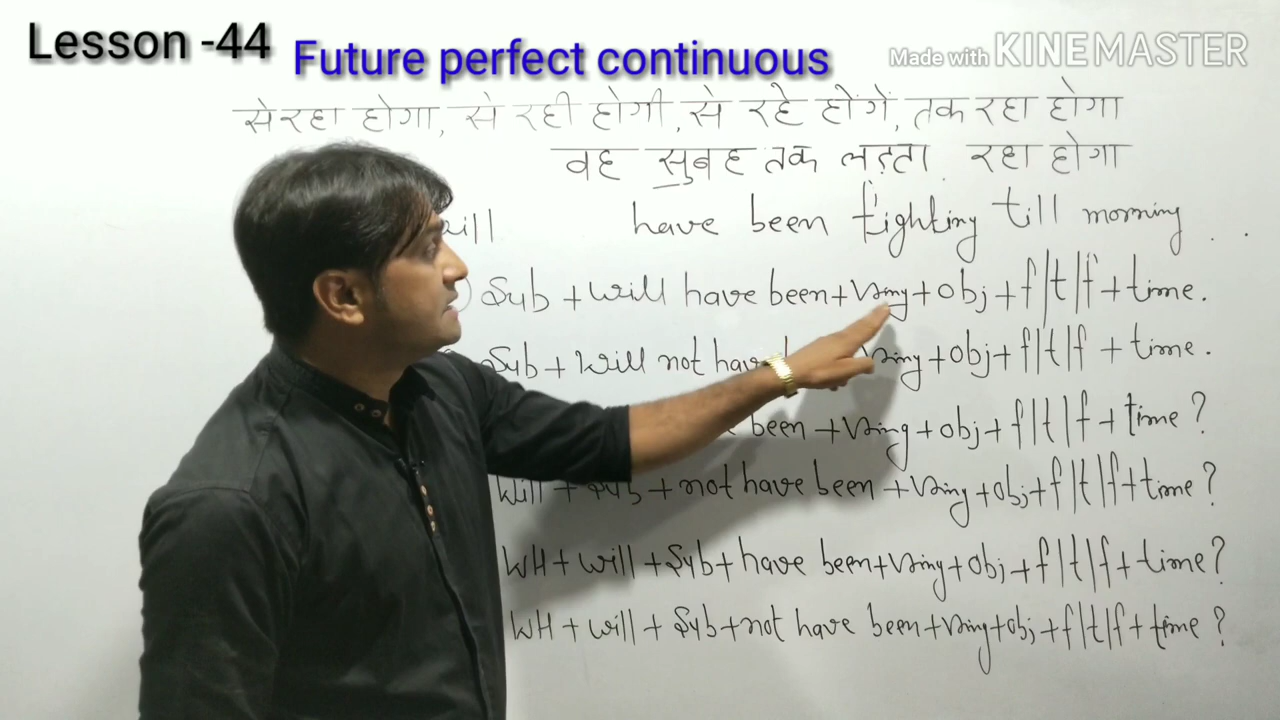 Lesson -44
Future perfect continuous
Made with KINEMASTER
से रहा होगा, से रही होगी, से रहे होंगें, तक रहा होगा
वह सुबह तक लड़ता रहा होगा
have been fighting till morning
Sub + will have been + Ving + obj + f/t/f + time.
Sub + will not have + Ving + obj + f/t/f + time.
been + Ving + obj + f/t/f + time?
Will + Sub + not have been + Ving + obj + f/t/f + time?
WH + will + Sub + have been + Ving + obj + f/t/f + time?
WH + will + Sub + not have been + Ving + obj + f/t/f + time?